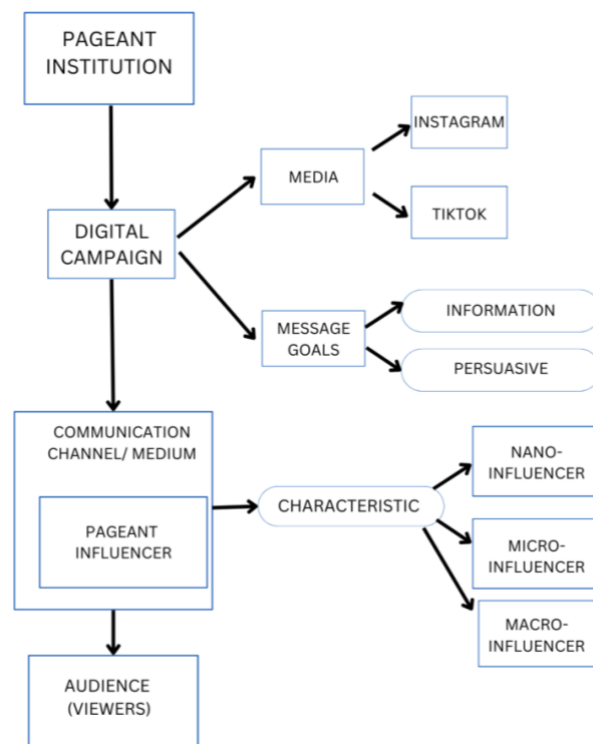 PAGEANT
INSTITUTION
INSTAGRAM
MEDIA
TIKTOK
DIGITAL
CAMPAIGN
INFORMATION
MESSAGE
GOALS
PERSUASIVE
COMMUNICATION
CHANNEL/ MEDIUM
PAGEANT
INFLUENCER
CHARACTERISTIC
NANO-
INFLUENCER
MICRO-
INFLUENCER
MACRO-
INFLUENCER
AUDIENCE
(VIEWERS)